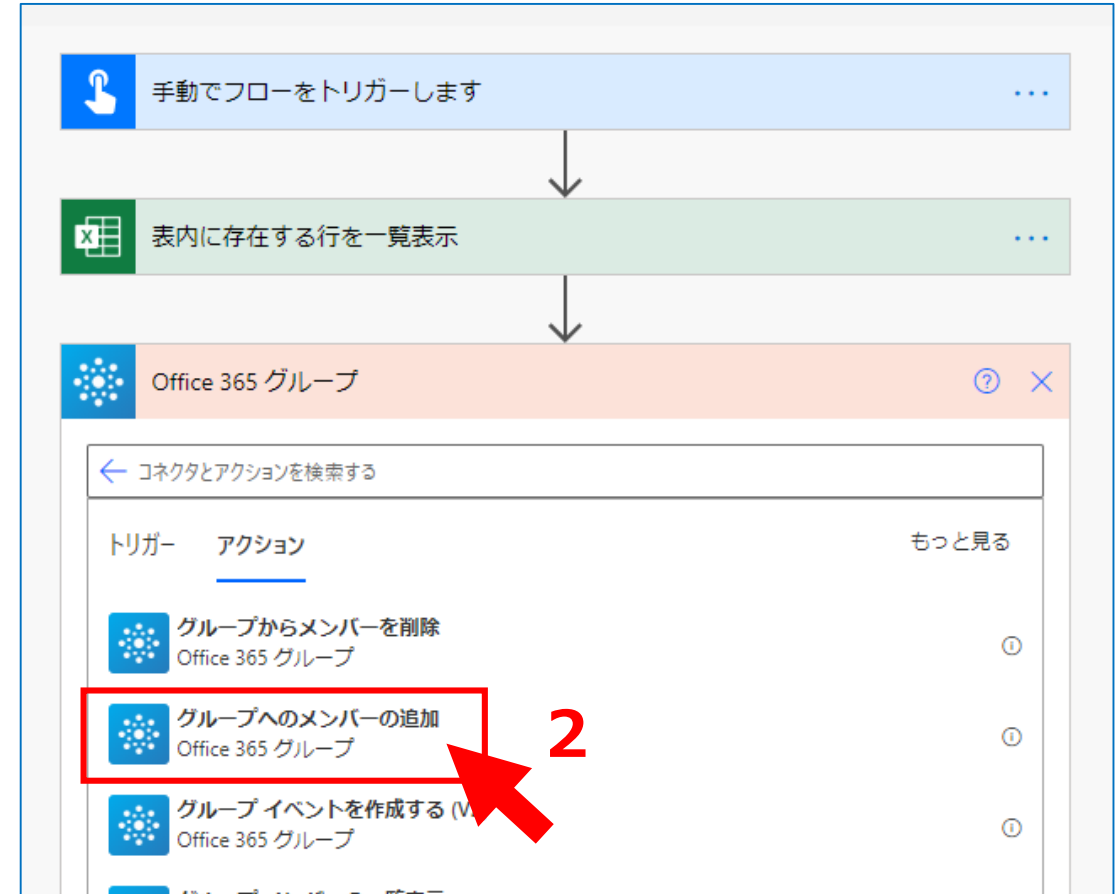 手動でフローをトリガーします
表内に存在する行を一覧表示
Office 365 グループ
コネクタとアクションを検索する
トリガー アクション もっと見る
グループからメンバーを削除
Office 365 グループ
グループへのメンバーの追加
Office 365 グループ
2
グループ イベントを作成する
Office 365 グループ